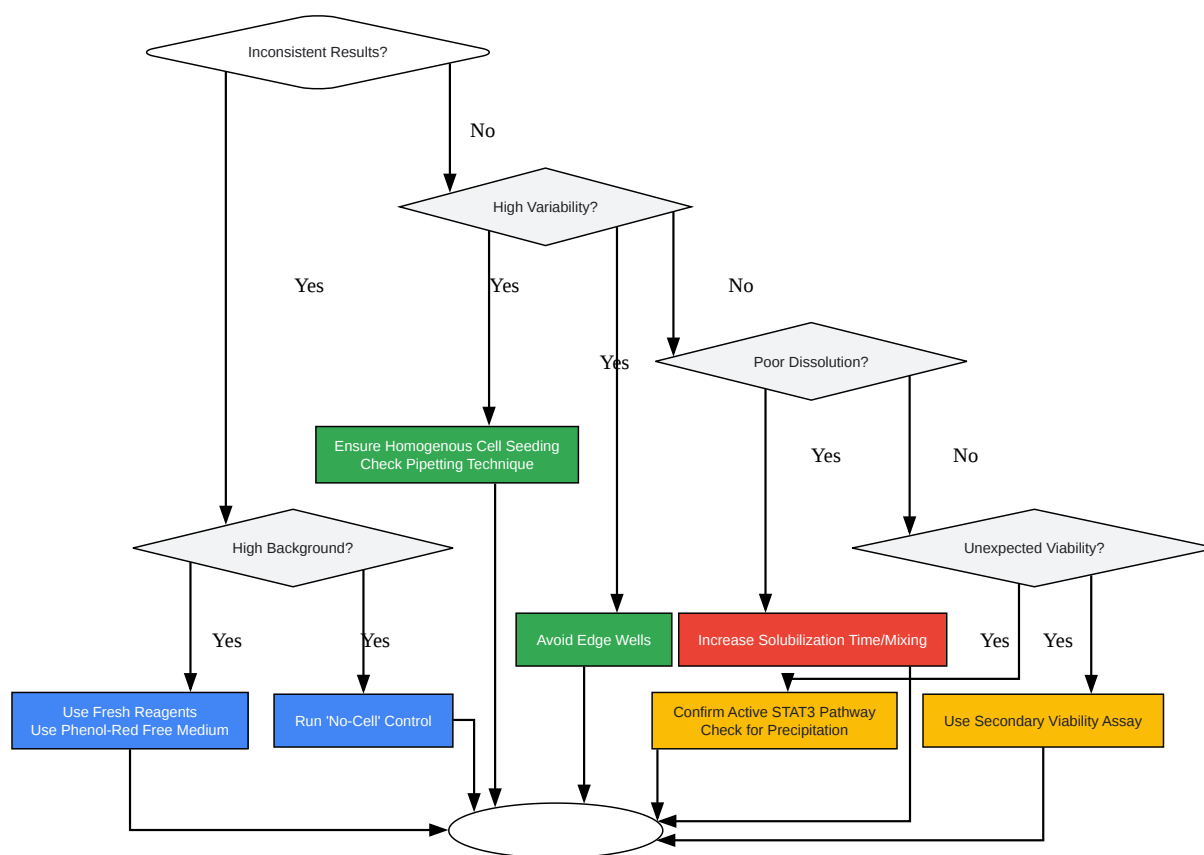 Inconsistent Results?
No
High Variability?
Yes
Yes
No
Yes
Poor Dissolution?
Ensure Homogenous Cell Seeding
Check Pipetting Technique
Yes
No
High Background?
Unexpected Viability?
Yes
Yes
Avoid Edge Wells
Increase Solubilization Time/Mixing
Yes
Yes
Use Fresh Reagents
Use Phenol-Red Free Medium
Run 'No-Cell' Control
Confirm Active STAT3 Pathway
Check for Precipitation
Use Secondary Viability Assay